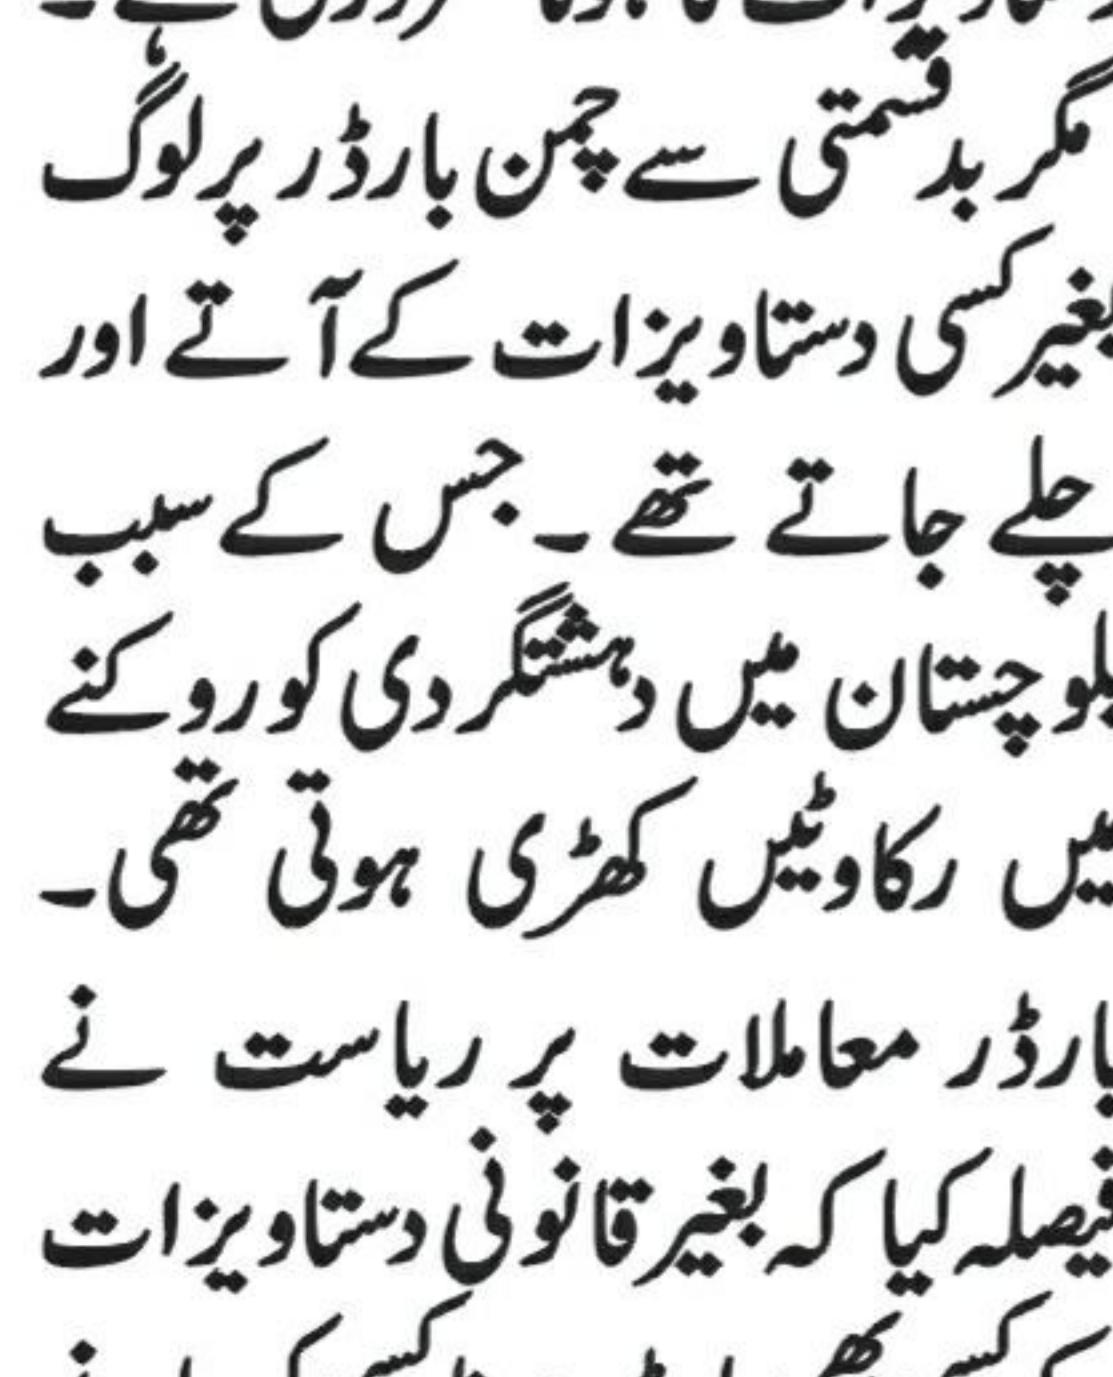 مگر بدقسمتی سے چمن بارڈر پر لوگ
بغیر کسی دستاویزات کے آتے اور
چلے جاتے تھے ۔ جس کے سبب
بلوچستان میں دہشتگردی کو روکنے
میں رکاوٹیں کھڑی ہوتی تھی۔
بارڈر معاملات پر ریاست نے
فیصلہ کیا کہ بغیر قانونی دستاویزات